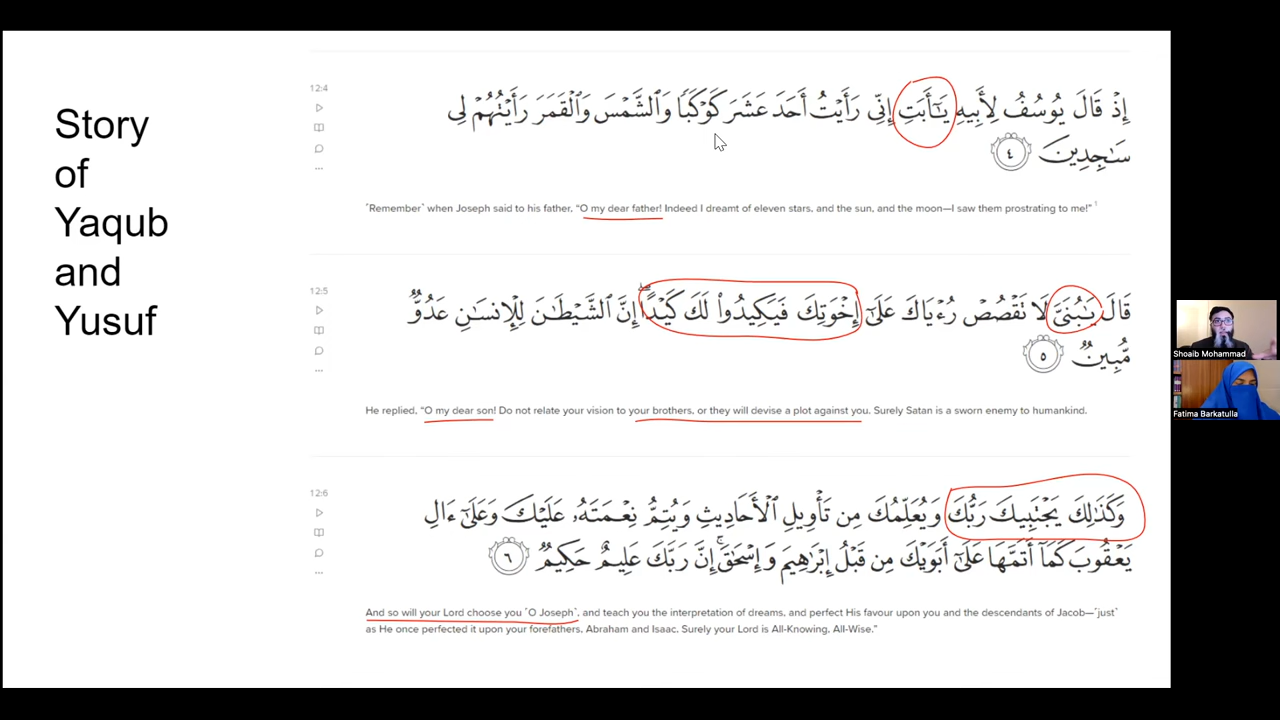 Story
of
Yaqub
and
Yusuf
12:4
إِذْ قَالَ يُوسُفُ لِأَبِيهِ يَـٰٓأَبَتِ إِنِّى رَأَيْتُ أَحَدَ عَشَرَ كَوْكَبًا وَٱلشَّمْسَ وَٱلْقَمَرَ رَأَيْتُهُمْ لِى
سَـٰجِدِينَ ٤
˹Remember˺ when Joseph said to his father, “O my dear father! Indeed I dreamt of eleven stars, and the sun, and the moon—I saw them prostrating to me!” 1
12:5
قَالَ يَـٰبُنَىَّ لَا تَقْصُصْ رُءْيَاكَ عَلَىٰٓ إِخْوَتِكَ فَيَكِيدُوا۟ لَكَ كَيْدًا ۖ إِنَّ ٱلشَّيْطَـٰنَ لِلْإِنسَـٰنِ عَدُوٌّ
مُّبِينٌ ٥
He replied, “O my dear son! Do not relate your vision to your brothers, or they will devise a plot against you. Surely Satan is a sworn enemy to humankind.
12:6
وَكَذَٰلِكَ يَجْتَبِيكَ رَبُّكَ وَيُعَلِّمُكَ مِن تَأْوِيلِ ٱلْأَحَادِيثِ وَيُتِمُّ نِعْمَتَهُۥ عَلَيْكَ وَعَلَىٰٓ ءَالِ
يَعْقُوبَ كَمَآ أَتَمَّهَا عَلَىٰٓ أَبَوَيْكَ مِن قَبْلُ إِبْرَٰهِيمَ وَإِسْحَـٰقَ ۚ إِنَّ رَبَّكَ عَلِيمٌ حَكِيمٌ ٦
And so will your Lord choose you ˹O Joseph˺, and teach you the interpretation of dreams, and perfect His favour upon you and the descendants of Jacob—˹just˺
as He once perfected it upon your forefathers, Abraham and Isaac. Surely your Lord is All-Knowing, All-Wise.”
Shoaib Mohammad
Fatima Barkatulla